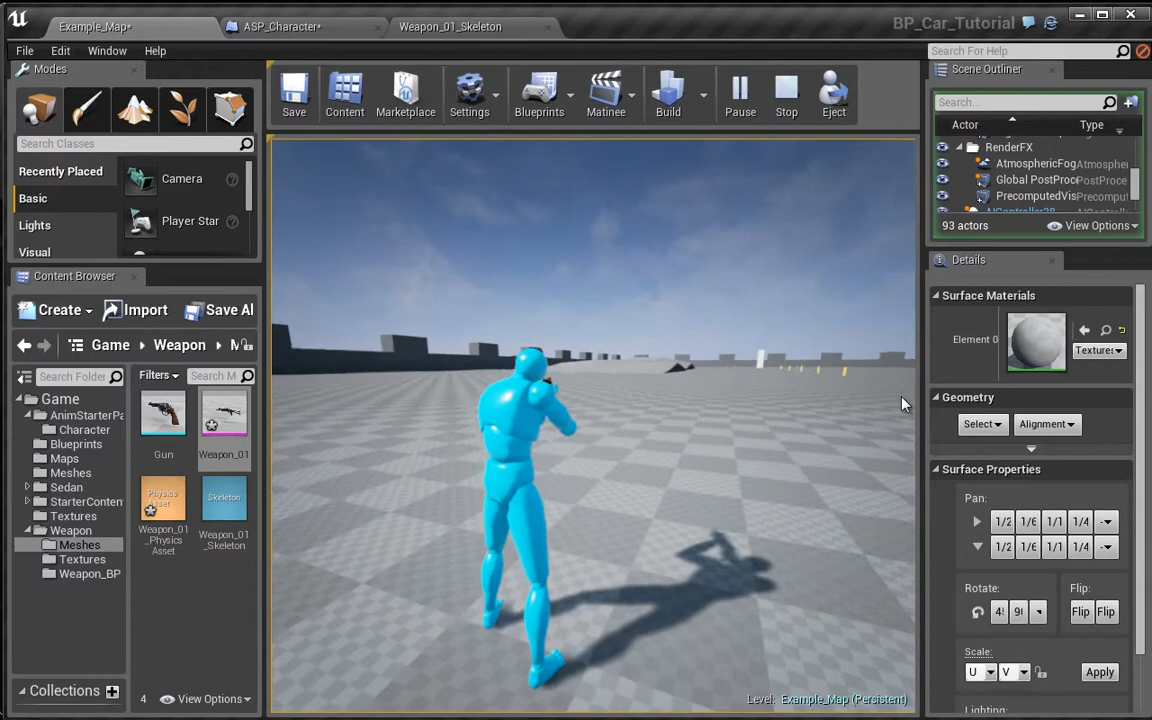 Example_Map*
ASP_Character*
Weapon_01_Skeleton
BP_Car_Tutorial
File Edit Window Help
Search For Help
Modes
Search Classes
Recently Placed
Basic
Lights
Visual
Camera
Player Star
Save
Content
Marketplace
Settings
Blueprints
Matinee
Build
Pause
Stop
Eject
Scene Outliner
Search...
Actor Type
RenderFX
AtmosphericFog Atmosphe
Global PostProc PostProce
PrecomputedVis Precomput
93 actors
View Options
Content Browser
Create
Import
Save Al
Game
Weapon
M
Search Folder
Filters
Search M
Game
AnimStarterPa
Character
Blueprints
Maps
Meshes
Sedan
StarterConten
Textures
Weapon
Meshes
Textures
Weapon_BP
Gun
Weapon_01
Physics
Asset
Weapon_01
_Physics
Asset
Skeleton
Weapon_01
_Skeleton
Collections
4
View Options
Level: Example_Map (Persistent)
Details
Surface Materials
Element 0
Textures
Geometry
Select
Alignment
Surface Properties
Pan:
1/2 1/6 1/1 1/4 -
1/2 1/6 1/1 1/4 -
Rotate:
Flip:
Flip Flip
Scale:
U V
Apply
Lighting: